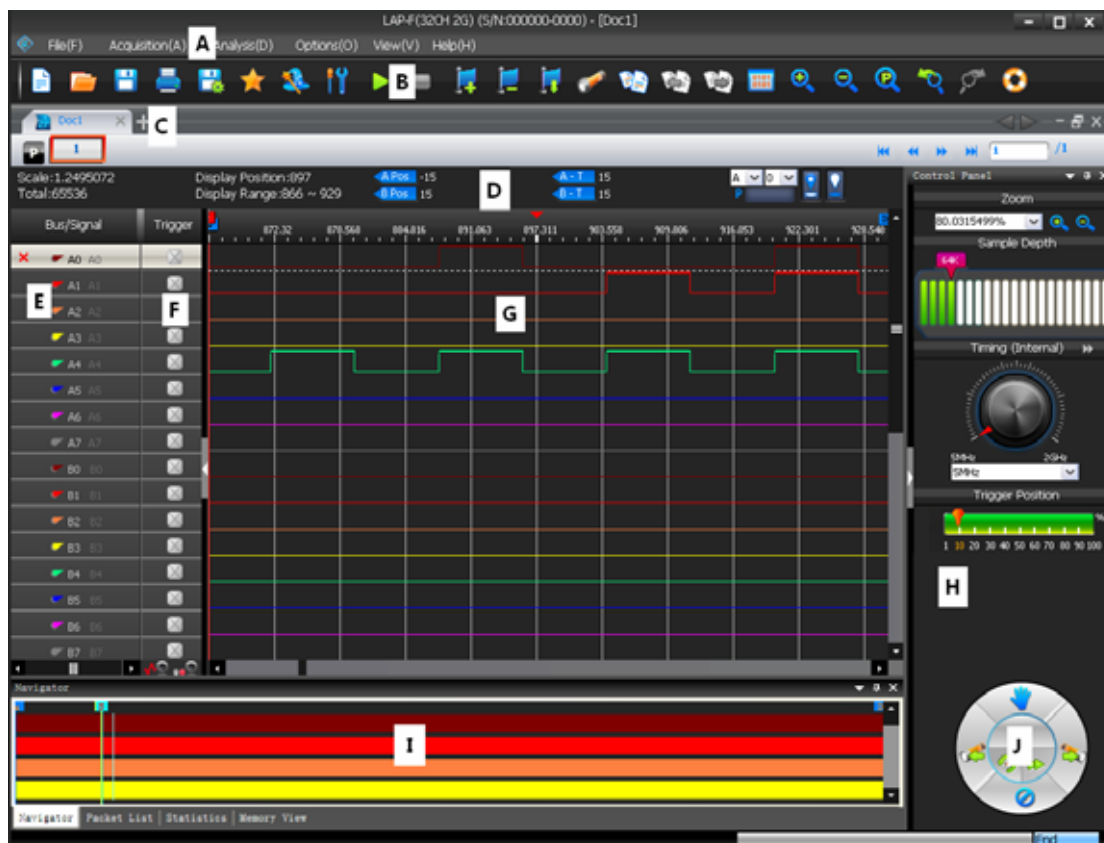 LAP-F(32CH 2G) (S/N:000000-0000) - [Doc1]
File(F) Acquisition(A) A Analysis(D) Options(O) View(V) Help(H)
B
Doc1 C
P 1 1 /1
Scale:1.2495072 Display Position:897 A Pos -15 A - T 15 A 0
Total:65536 Display Range:866 ~ 929 B Pos 15 D B - T 15 P
Control Panel
Zoom
80.0315499%
Sample Depth
64K
Bus/Signal Trigger 872.32 878.568 884.816 891.063 897.311 903.558 909.806 916.053 922.301 928.548
A0 A0
A1 A1
E F G
A2 A2
A3 A3
A4 A4
A5 A5
A6 A6
A7 A7
B0 B0
B1 B1
B2 B2
B3 B3
B4 B4
B5 B5
B6 B6
B7 B7
Timing (Internal)
5MHz 2GHz
5MHz
Trigger Position
%
1 10 20 30 40 50 60 70 80 90 100
H
Navigator
I
J
Navigator Packet List Statistics Memory View
End